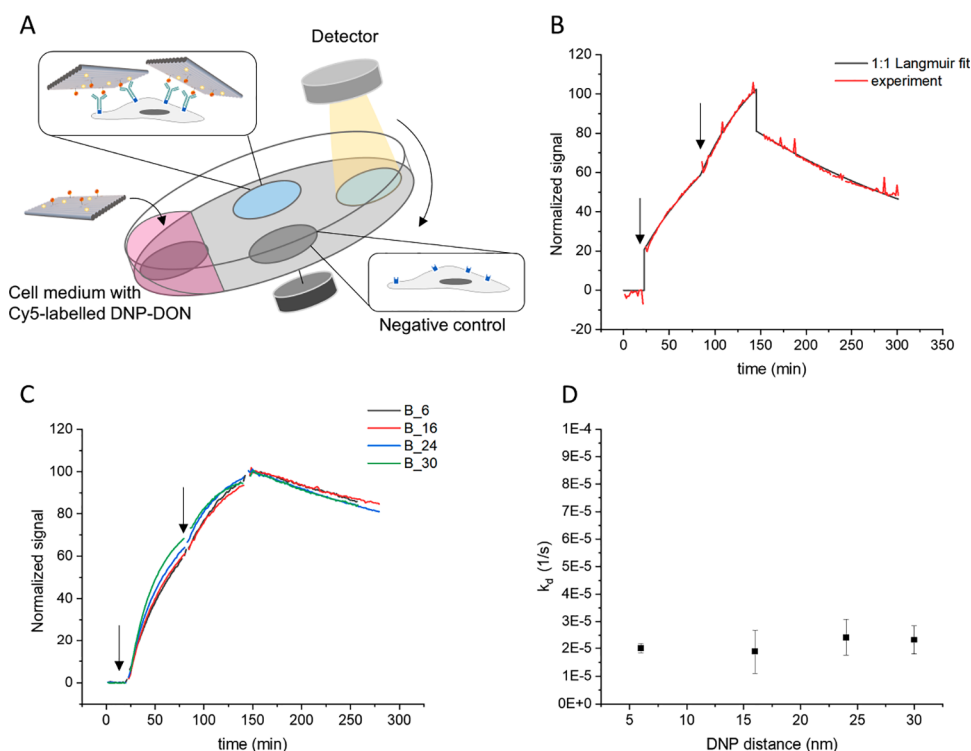 A
Detector
Cell medium with
Cy5-labelled DNP-DON
Negative control
B
1:1 Langmuir fit
experiment
120
100
80
60
40
20
0
-20
Normalized signal
0 50 100 150 200 250 300 350
time (min)
C
B_6
B_16
B_24
B_30
120
100
80
60
40
20
0
Normalized signal
0 50 100 150 200 250 300
time (min)
D
1E-4
9E-5
8E-5
7E-5
6E-5
5E-5
4E-5
3E-5
2E-5
1E-5
0E+0
kd (1/s)
5 10 15 20 25 30
DNP distance (nm)